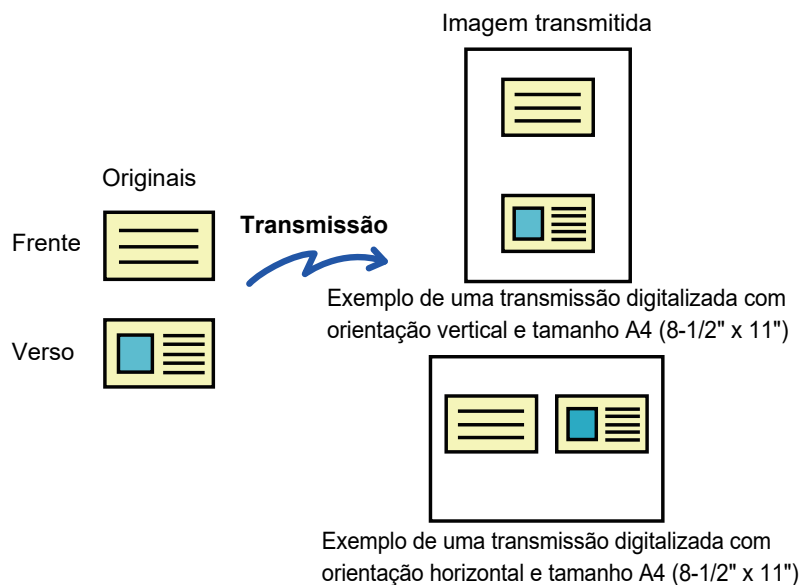 Imagem transmitida
Originais
Frente
Transmissão
Verso
Exemplo de uma transmissão digitalizada com
orientação vertical e tamanho A4 (8-1/2" x 11")
Exemplo de uma transmissão digitalizada com
orientação horizontal e tamanho A4 (8-1/2" x 11")